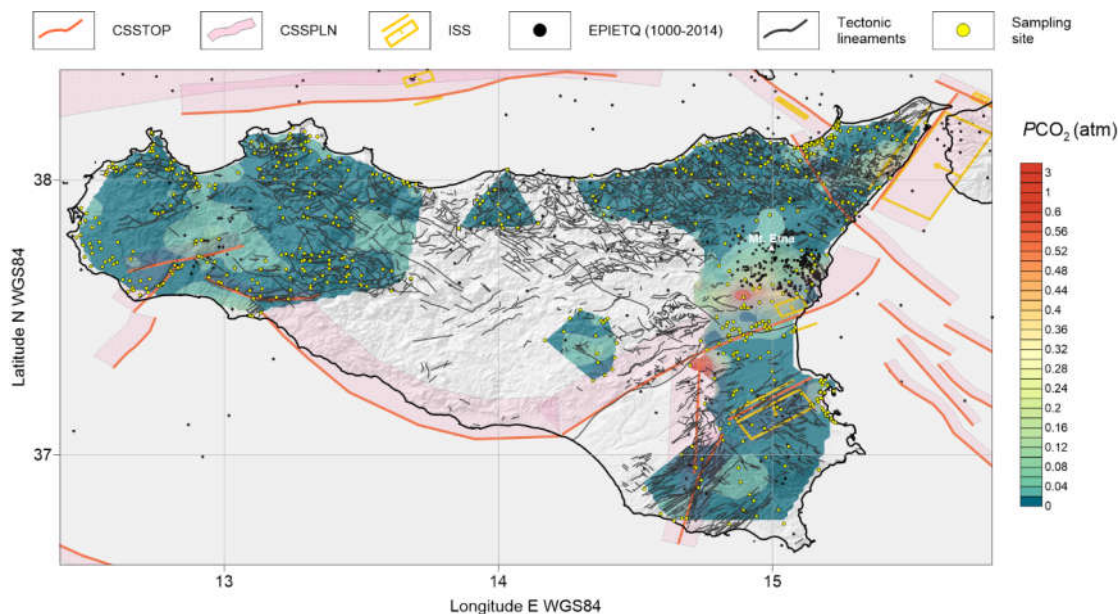 CSSTOP
CSSPLN
ISS
EPIETQ (1000-2014)
Tectonic
lineaments
Sampling
site
PCO₂ (atm)
3
1
0.6
0.56
0.52
0.48
0.44
0.40
0.36
0.32
0.28
0.24
0.20
0.16
0.12
0.08
0.04
0
Mt. Etna
38
37
Latitude N WGS84
13
14
15
Longitude E WGS84